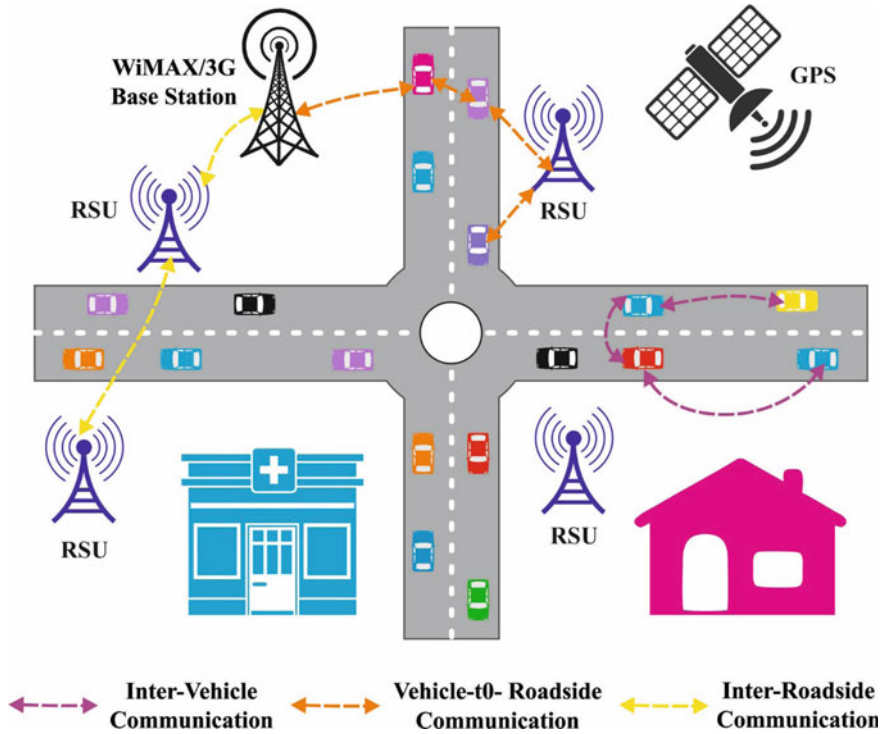 WiMAX/3G
Base Station
GPS
RSU
RSU
RSU
RSU
Inter-Vehicle
Communication
Vehicle-t0- Roadside
Communication
Inter-Roadside
Communication